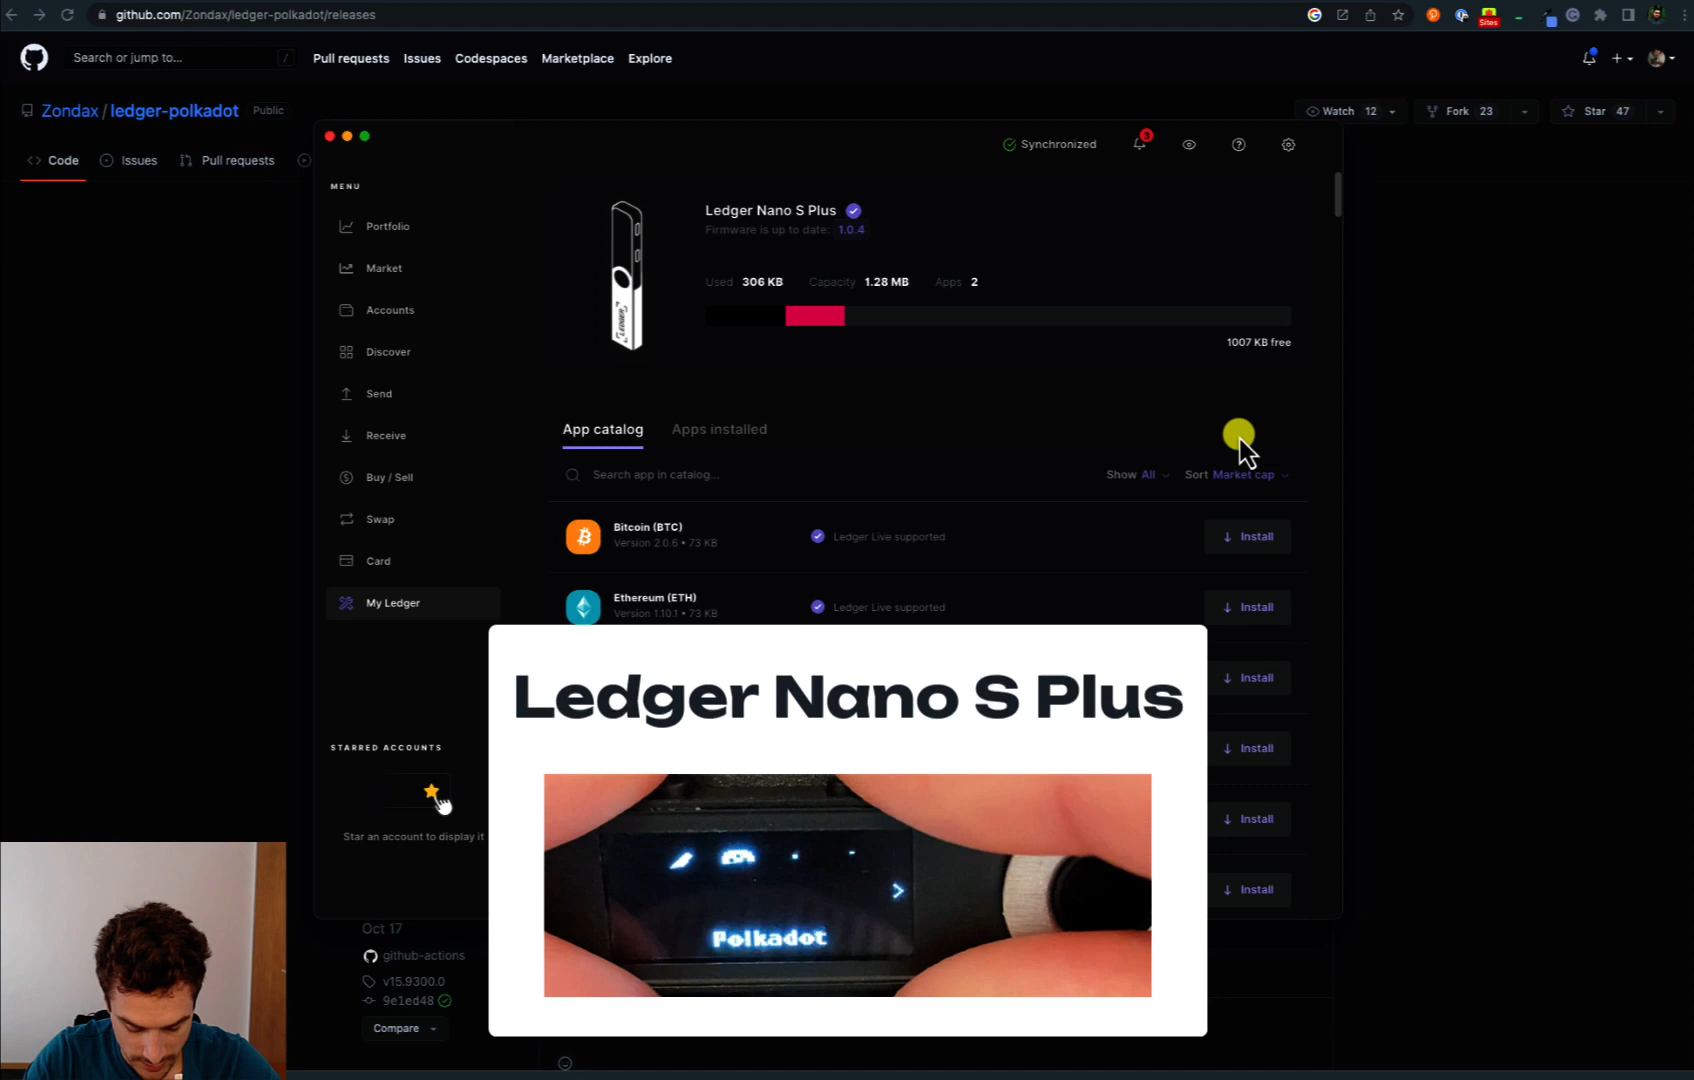 github.com/Zondax/ledger-polkadot/releases
Sites
Search or jump to... /
Pull requests Issues Codespaces Marketplace Explore
Zondax / ledger-polkadot Public
Watch 12 Fork 23 Star 47
Code Issues Pull requests
Synchronized 3
MENU
Portfolio
Market
Accounts
Discover
Send
Receive
Buy / Sell
Swap
Card
My Ledger
STARRED ACCOUNTS
Star an account to display it
Ledger Nano S Plus
Firmware is up to date: 1.0.4
Used 306 KB Capacity 1.28 MB Apps 2
1007 KB free
App catalog Apps installed
Search app in catalog... Show All Sort Market cap
Bitcoin (BTC)
Version 2.0.6 • 73 KB
Ledger Live supported
Install
Ethereum (ETH)
Version 1.10.1 • 73 KB
Ledger Live supported
Install
Install
Install
Install
Install
Ledger Nano S Plus
LEDGER
Polkadot
Oct 17
github-actions
v15.9300.0
9e1ed48
Compare